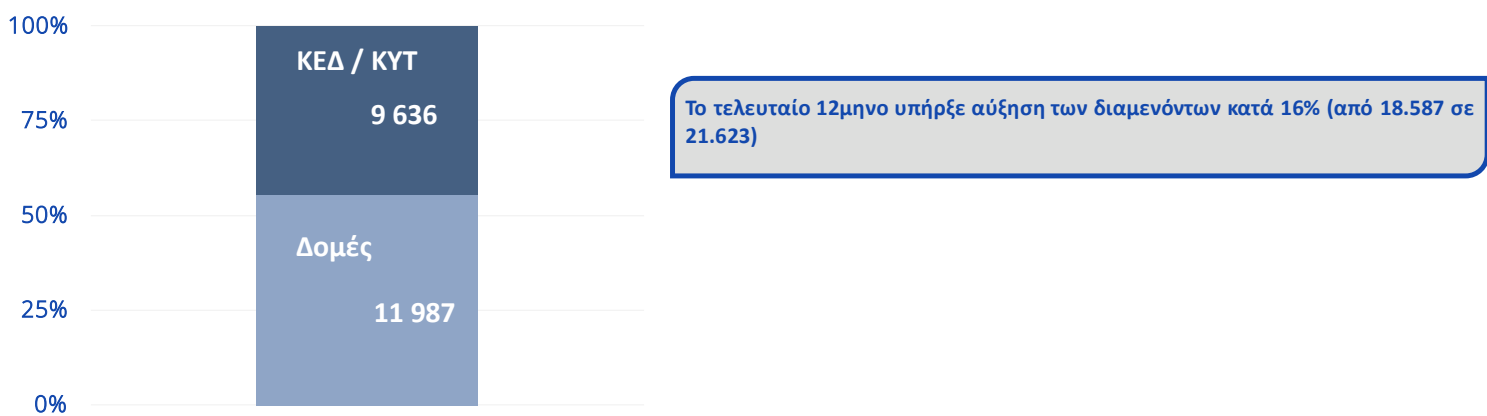 100%
75%
50%
25%
0%
ΚΕΔ / ΚΥΤ
9 636
Δομές
11 987
Το τελευταίο 12μηνο υπήρξε αύξηση των διαμενόντων κατά 16% (από 18.587 σε
21.623)